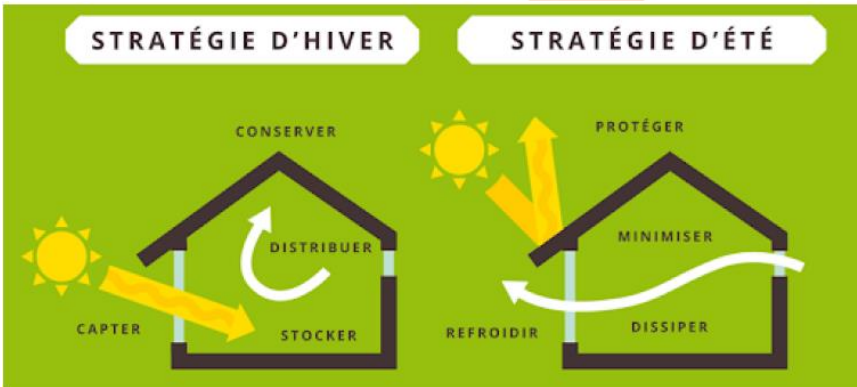 STRATÉGIE D'HIVER
CONSERVER
DISTRIBUER
CAPTER
STOCKER
STRATÉGIE D'ÉTÉ
PROTÉGER
MINIMISER
REFROIDIR
DISSIPER